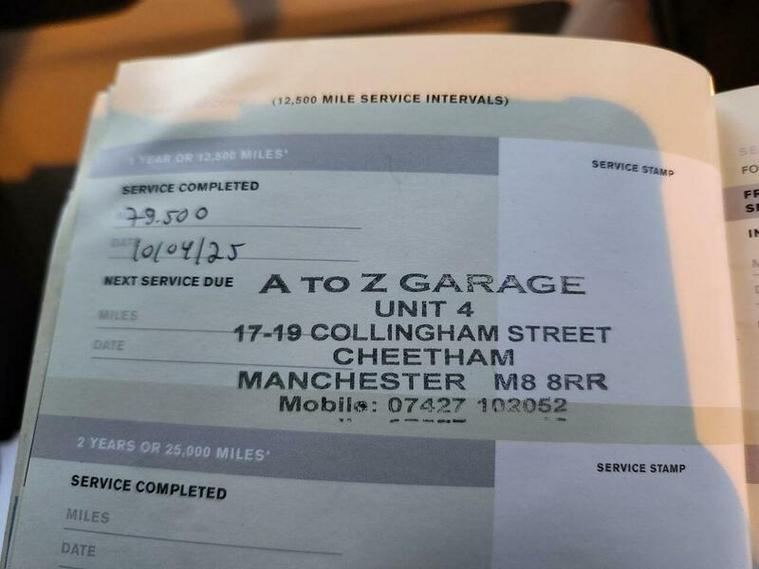 (12,500 MILE SERVICE INTERVALS)
1 YEAR OR 12,500 MILES*
SERVICE STAMP
SERVICE COMPLETED
79.500
DATE 10/04/25
NEXT SERVICE DUE
MILES
DATE
A TO Z GARAGE
UNIT 4
17-19 COLLINGHAM STREET
CHEETHAM
MANCHESTER M8 8RR
Mobile: 07427 102052
2 YEARS OR 25,000 MILES*
SERVICE STAMP
SERVICE COMPLETED
MILES
DATE